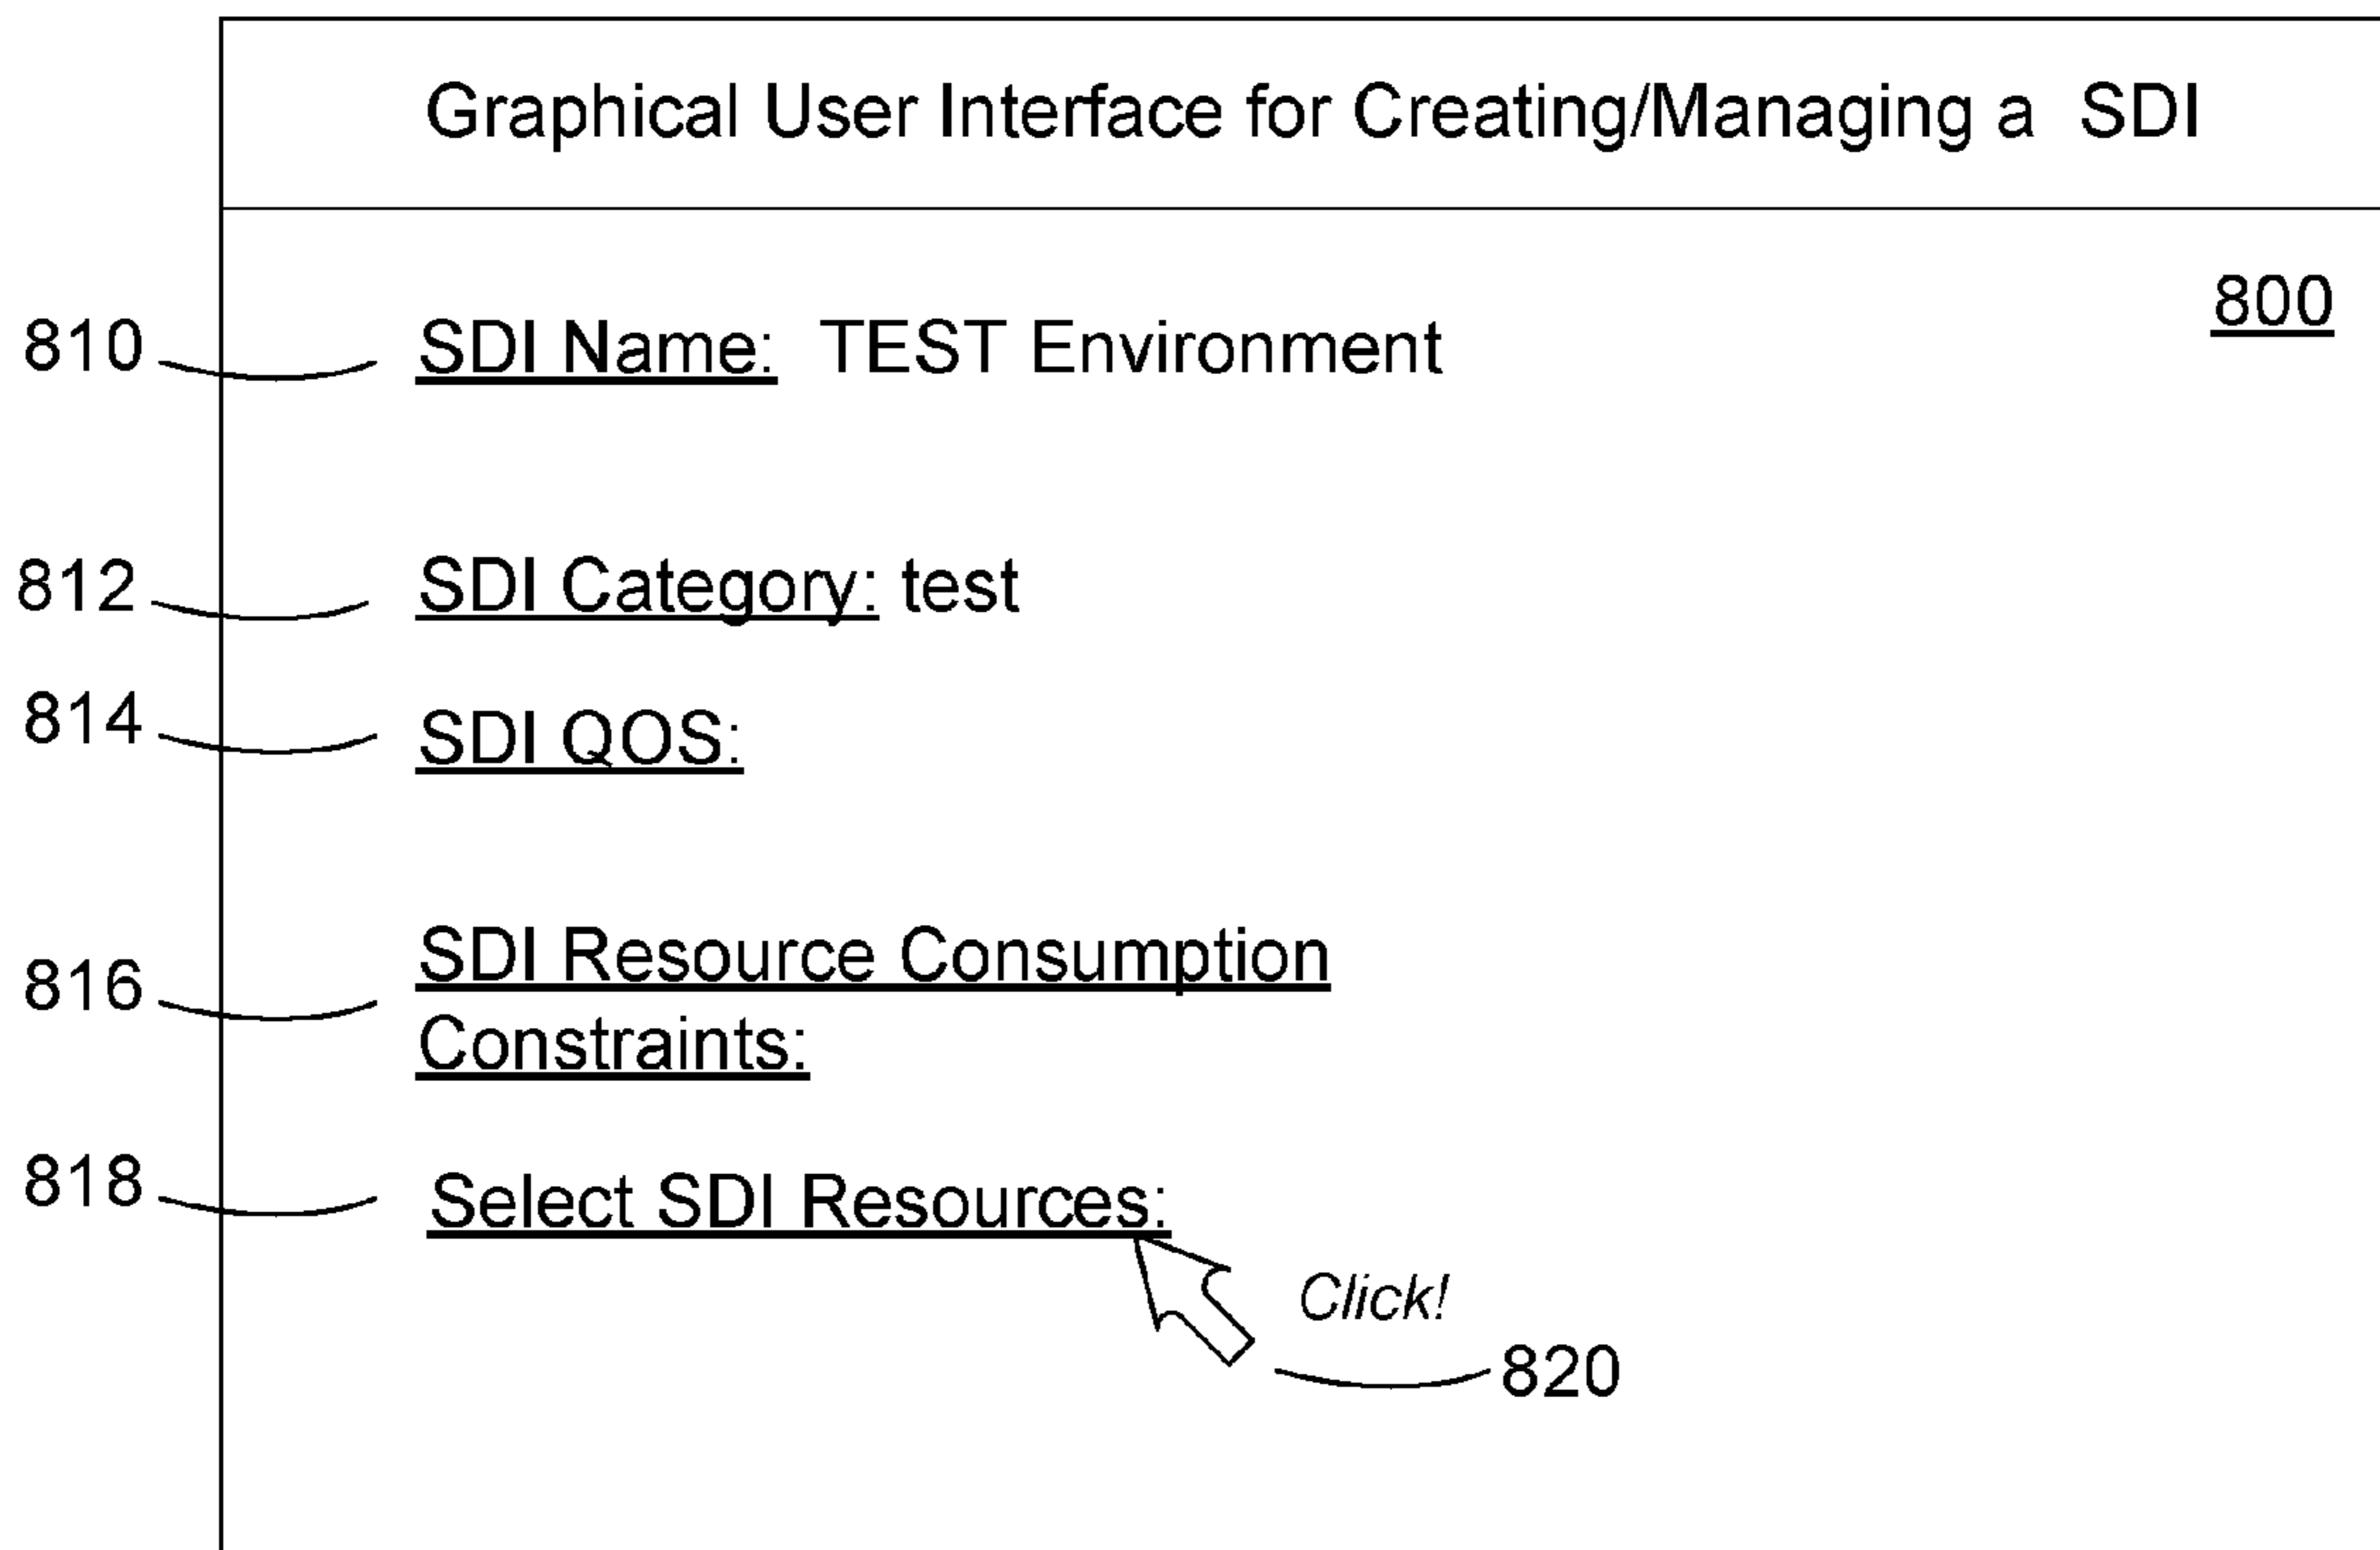 Graphical User Interface for Creating/Managing a SDI
800
810 SDI Name: TEST Environment
812 SDI Category: test
814 SDI QOS:
816 SDI Resource Consumption
Constraints:
818 Select SDI Resources:
Click!
820